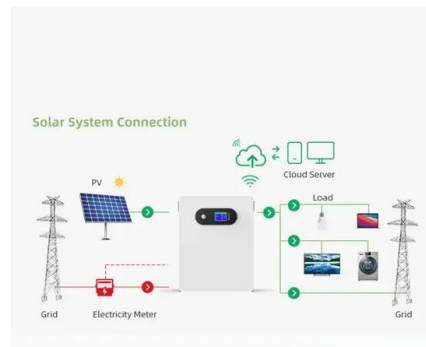 Solar System Connection
Cloud Server
PV
Load
Grid
Electricity Meter
Grid